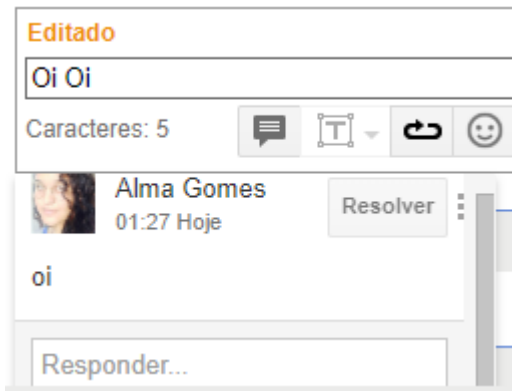 Editado
Oi Oi
Caracteres: 5
T
Alma Gomes
01:27 Hoje
Resolver
oi
Responder...